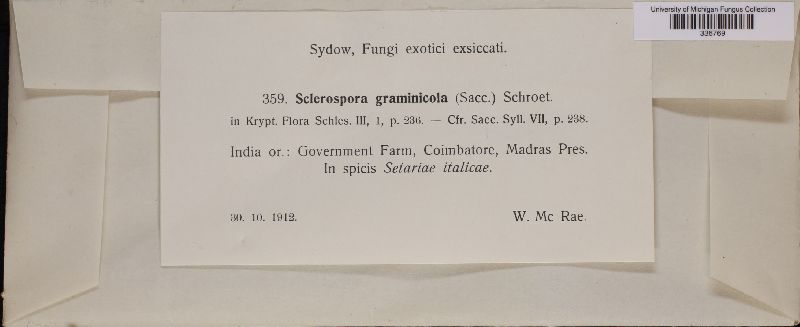 University of Michigan Fungus Collection
336769
Sydow, Fungi exotici exsiccati.
359. Sclerospora graminicola (Sacc.) Schroet.
in Krypt. Flora Schles. III, 1, p. 236. — Cfr. Sacc. Syll. VII, p. 238.
India or.: Government Farm, Coimbatore, Madras Pres.
In spicis Setariae italicae.
30. 10. 1912. W. Mc Rae.